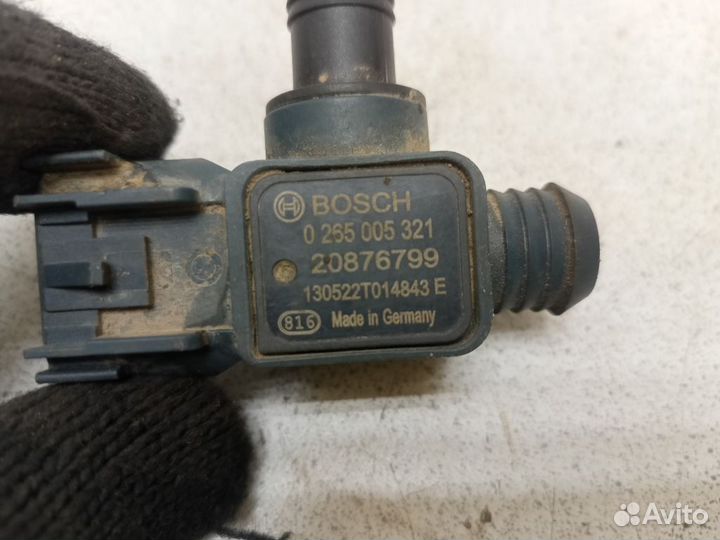 BOSCH
0 265 005 321
20876799
130522T014843 E
816 Made in Germany
Avito